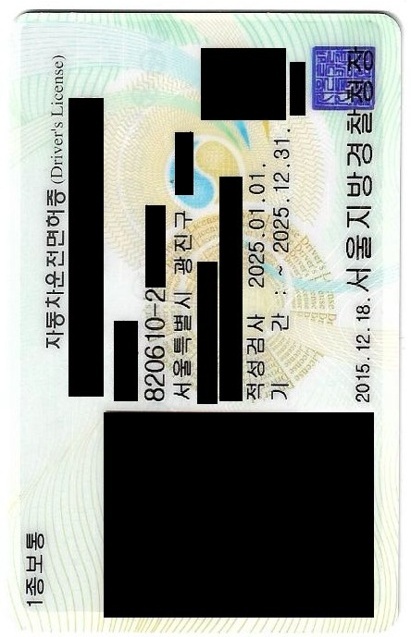 1종보통
자동차운전면허증 (Driver's License)
820610-2
서울특별시 광진구
적성검사 2025.01.01.
기 간 : ~ 2025.12.31.
2015.12.18. 서울지방경찰청장